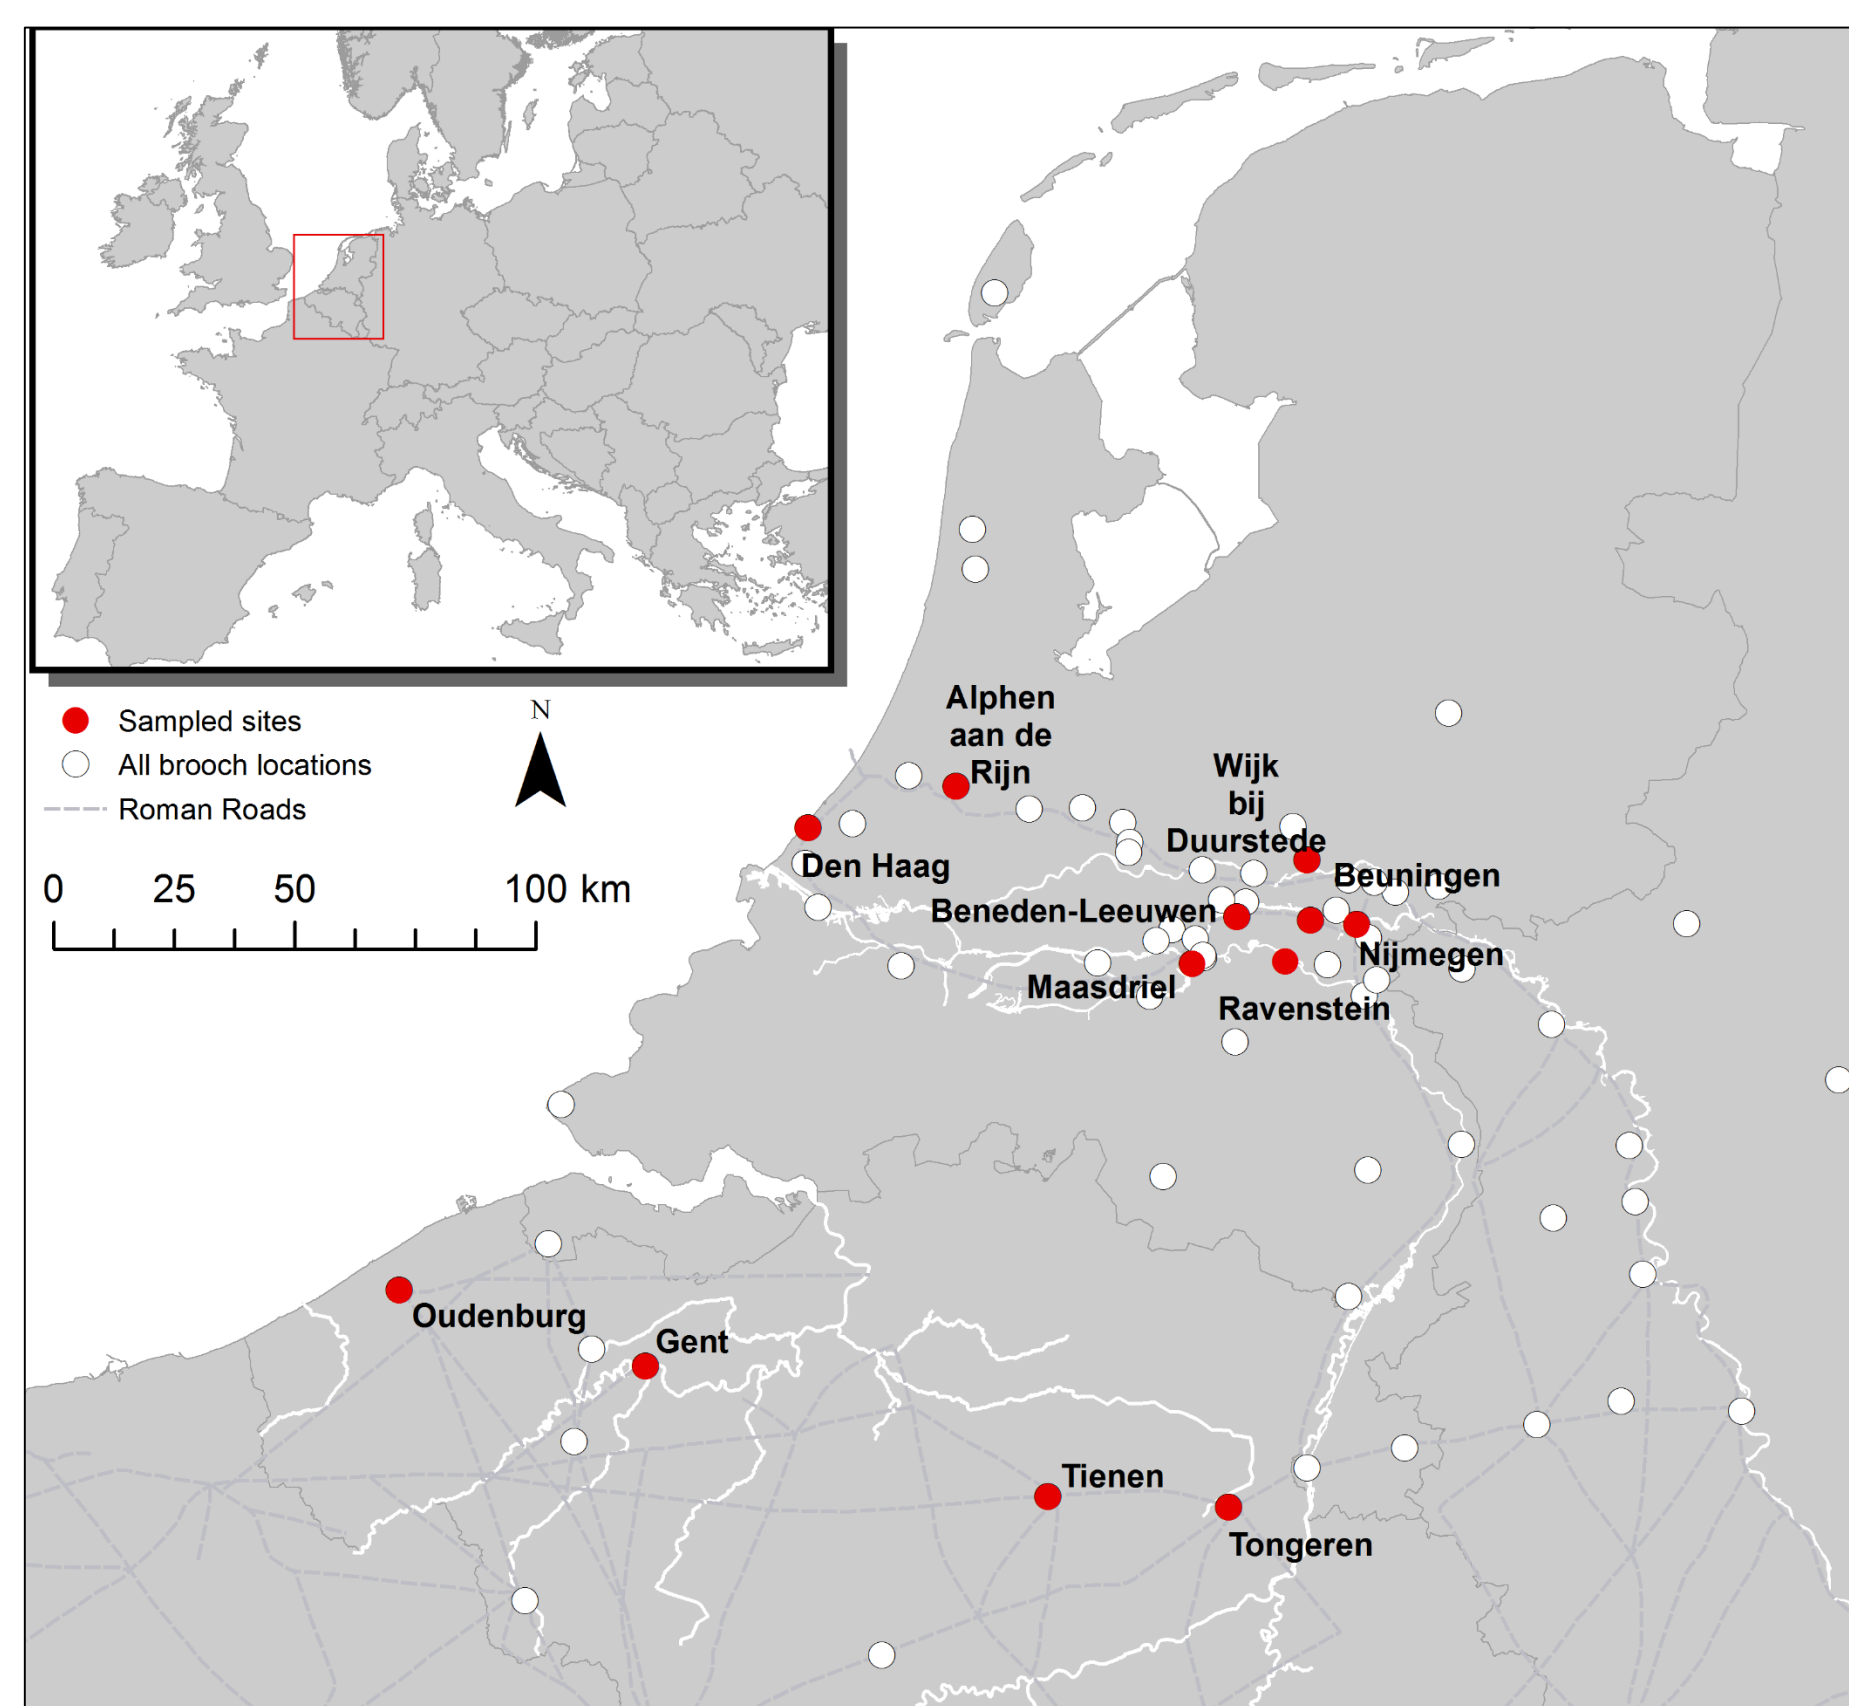 Sampled sites
All brooch locations
Roman Roads
N
0 25 50 100 km
Alphen
aan de
Rijn
Wijk
bij
Duurstede
Den Haag
Beuningen
Beneden-Leeuwen
Nijmegen
Maasdriel
Ravenstein
Oudenburg
Gent
Tienen
Tongeren